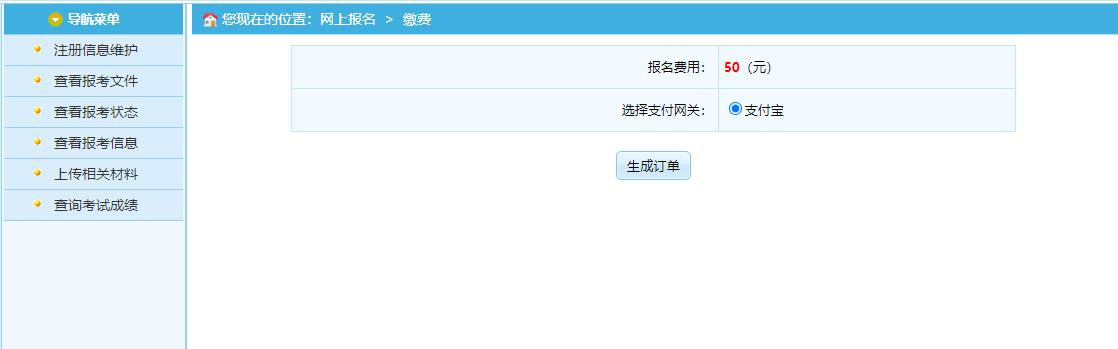 导航菜单
注册信息维护
查看报考文件
查看报考状态
查看报考信息
上传相关材料
查询考试成绩
您现在的位置：网上报名 > 缴费
报名费用： 50（元）
选择支付网关： 支付宝
生成订单